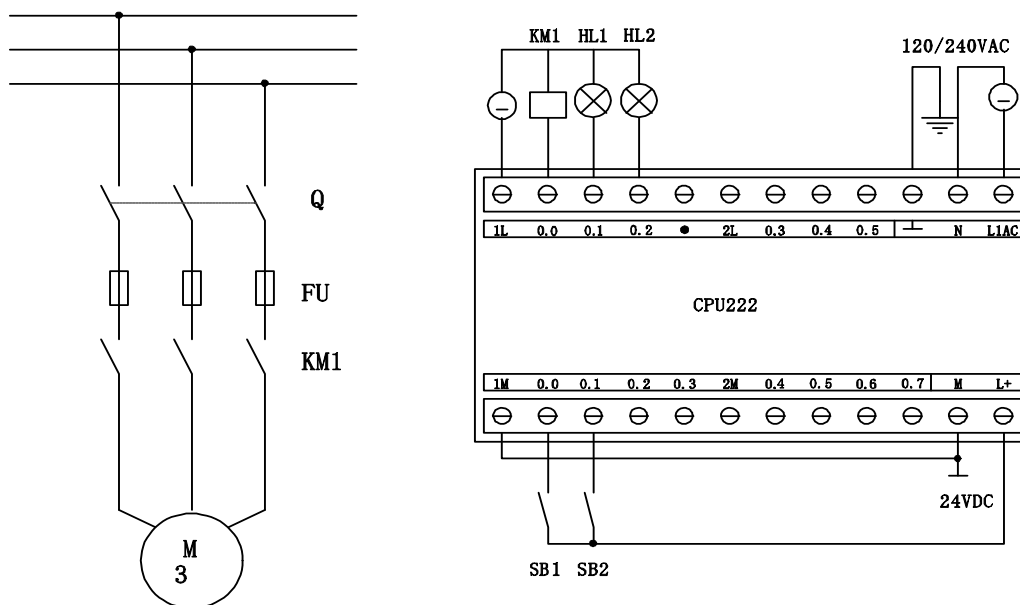 Q
FU
KM1
M
3
KM1 HL1 HL2
120/240VAC
1L 0.0 0.1 0.2 2L 0.3 0.4 0.5 N L1AC
CPU222
1M 0.0 0.1 0.2 0.3 2M 0.4 0.5 0.6 0.7 M L+
24VDC
SB1 SB2